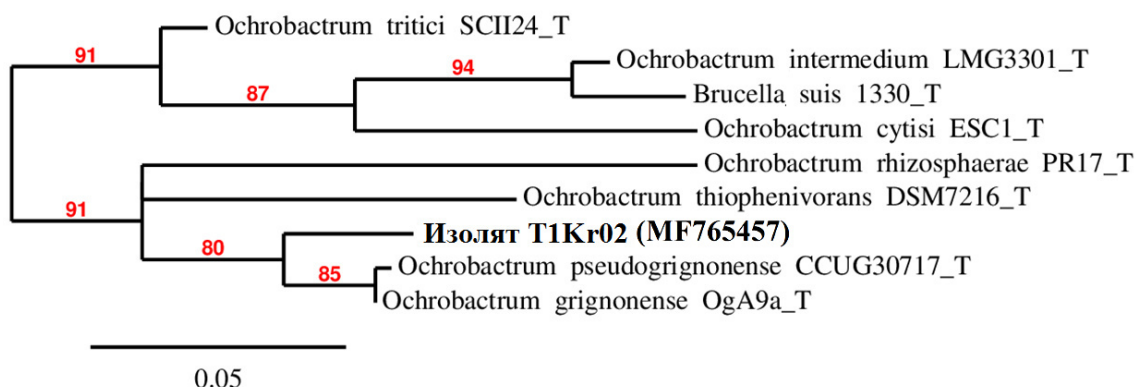 Ochrobactrum tritici SCII24_T
91
Ochrobactrum intermedium LMG3301_T
94
Brucella suis 1330_T
87
Ochrobactrum cytisi ESC1_T
Ochrobactrum rhizosphaerae PR17_T
Ochrobactrum thiophenivorans DSM7216_T
91
Изолят T1Kr02 (MF765457)
80
Ochrobactrum pseudogrignonense CCUG30717_T
85
Ochrobactrum grignonense OgA9a_T
0.05